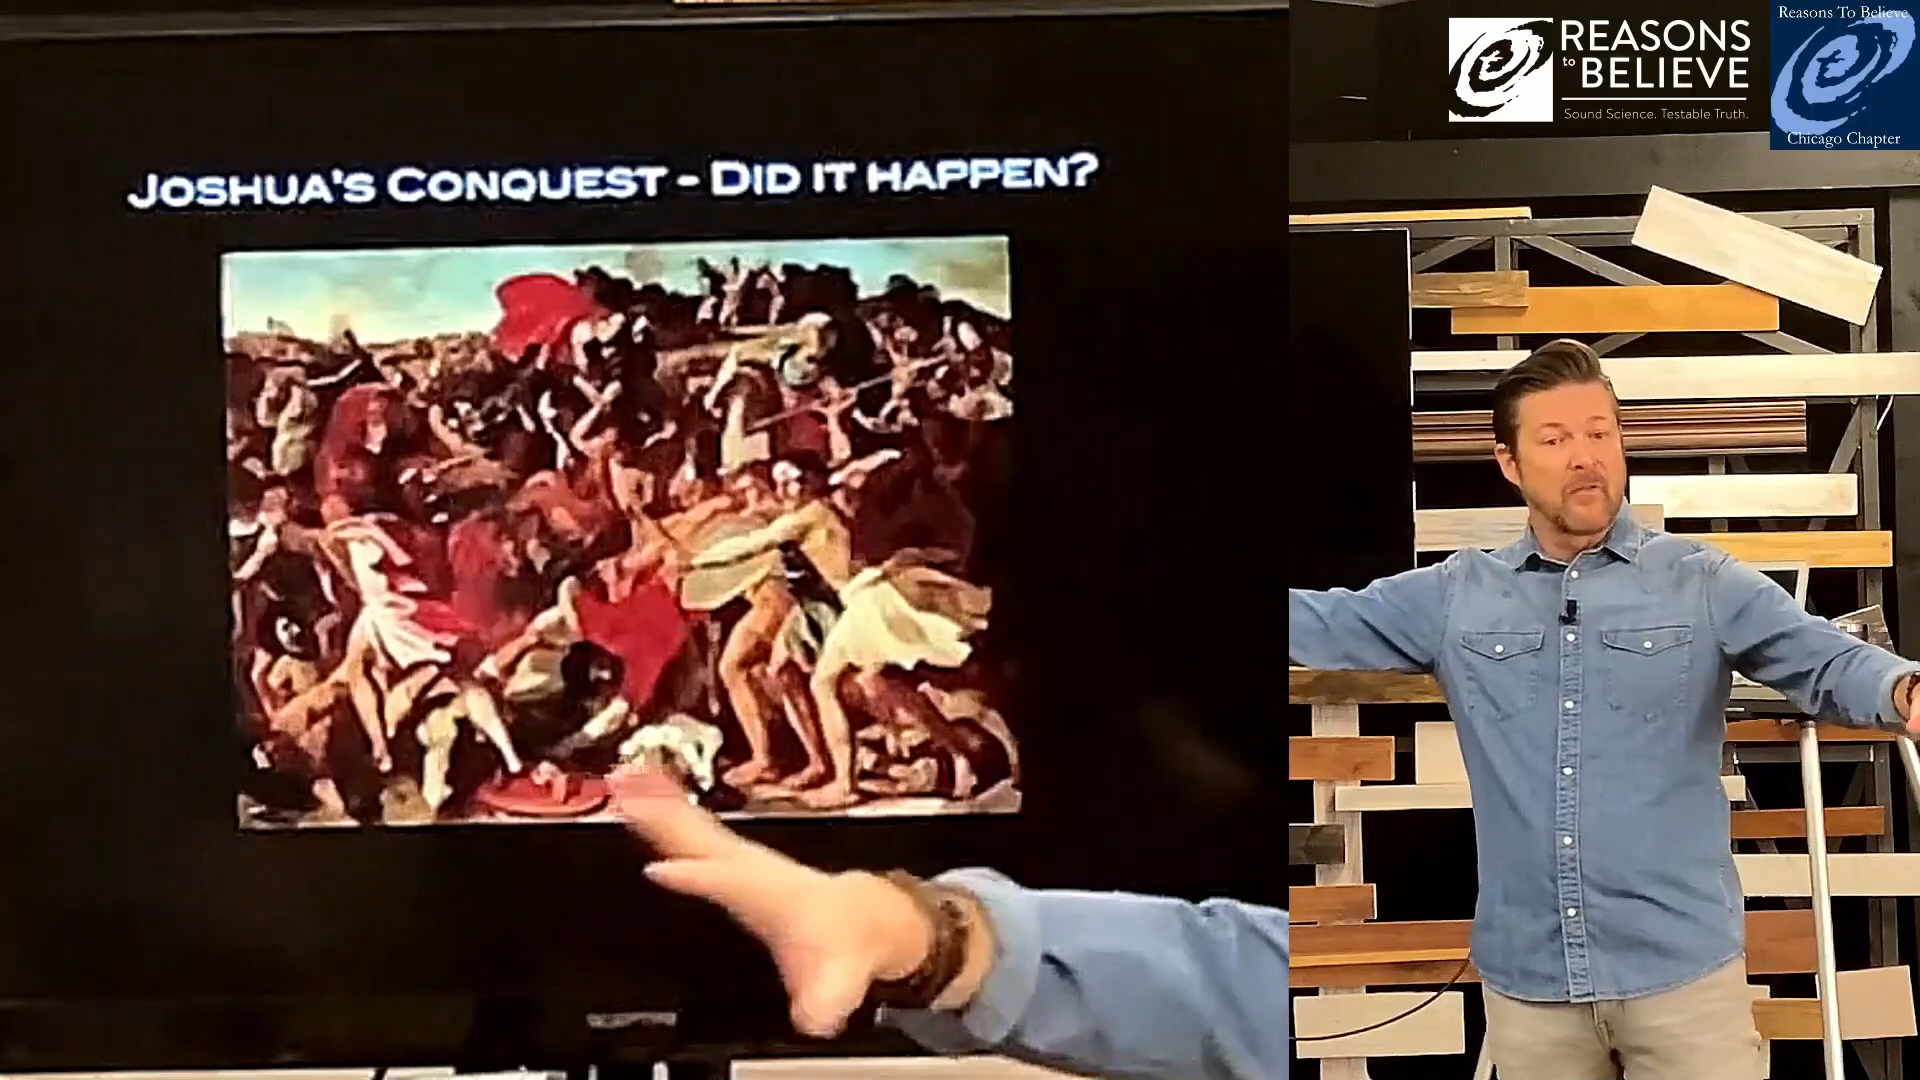 JOSHUA'S CONQUEST - DID IT HAPPEN?
REASONS
to BELIEVE
Sound Science. Testable Truth.
Reasons To Believe
Chicago Chapter